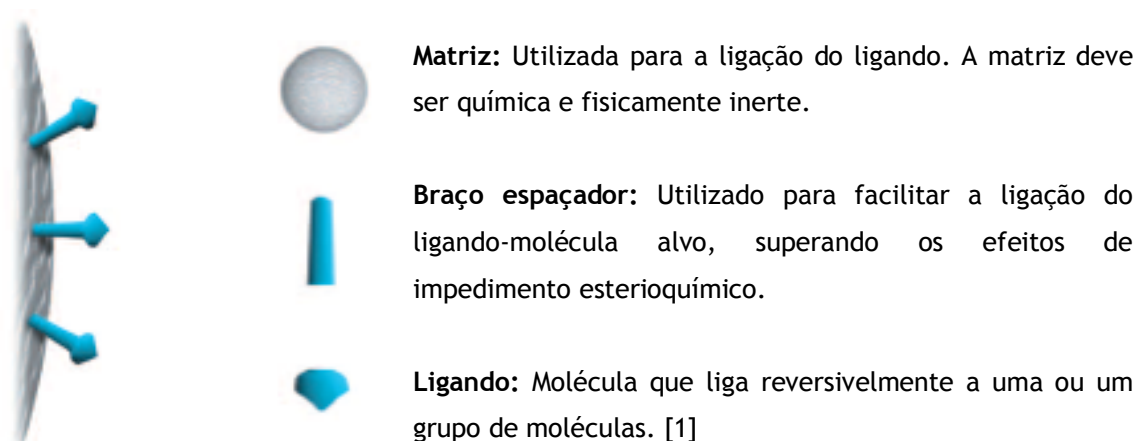 Matriz: Utilizada para a ligação do ligando. A matriz deve
ser química e fisicamente inerte.
Braço espaçador: Utilizado para facilitar a ligação do
ligando-molécula alvo, superando os efeitos de
impedimento esterioquímico.
Ligando: Molécula que liga reversivelmente a uma ou um
grupo de moléculas. [1]